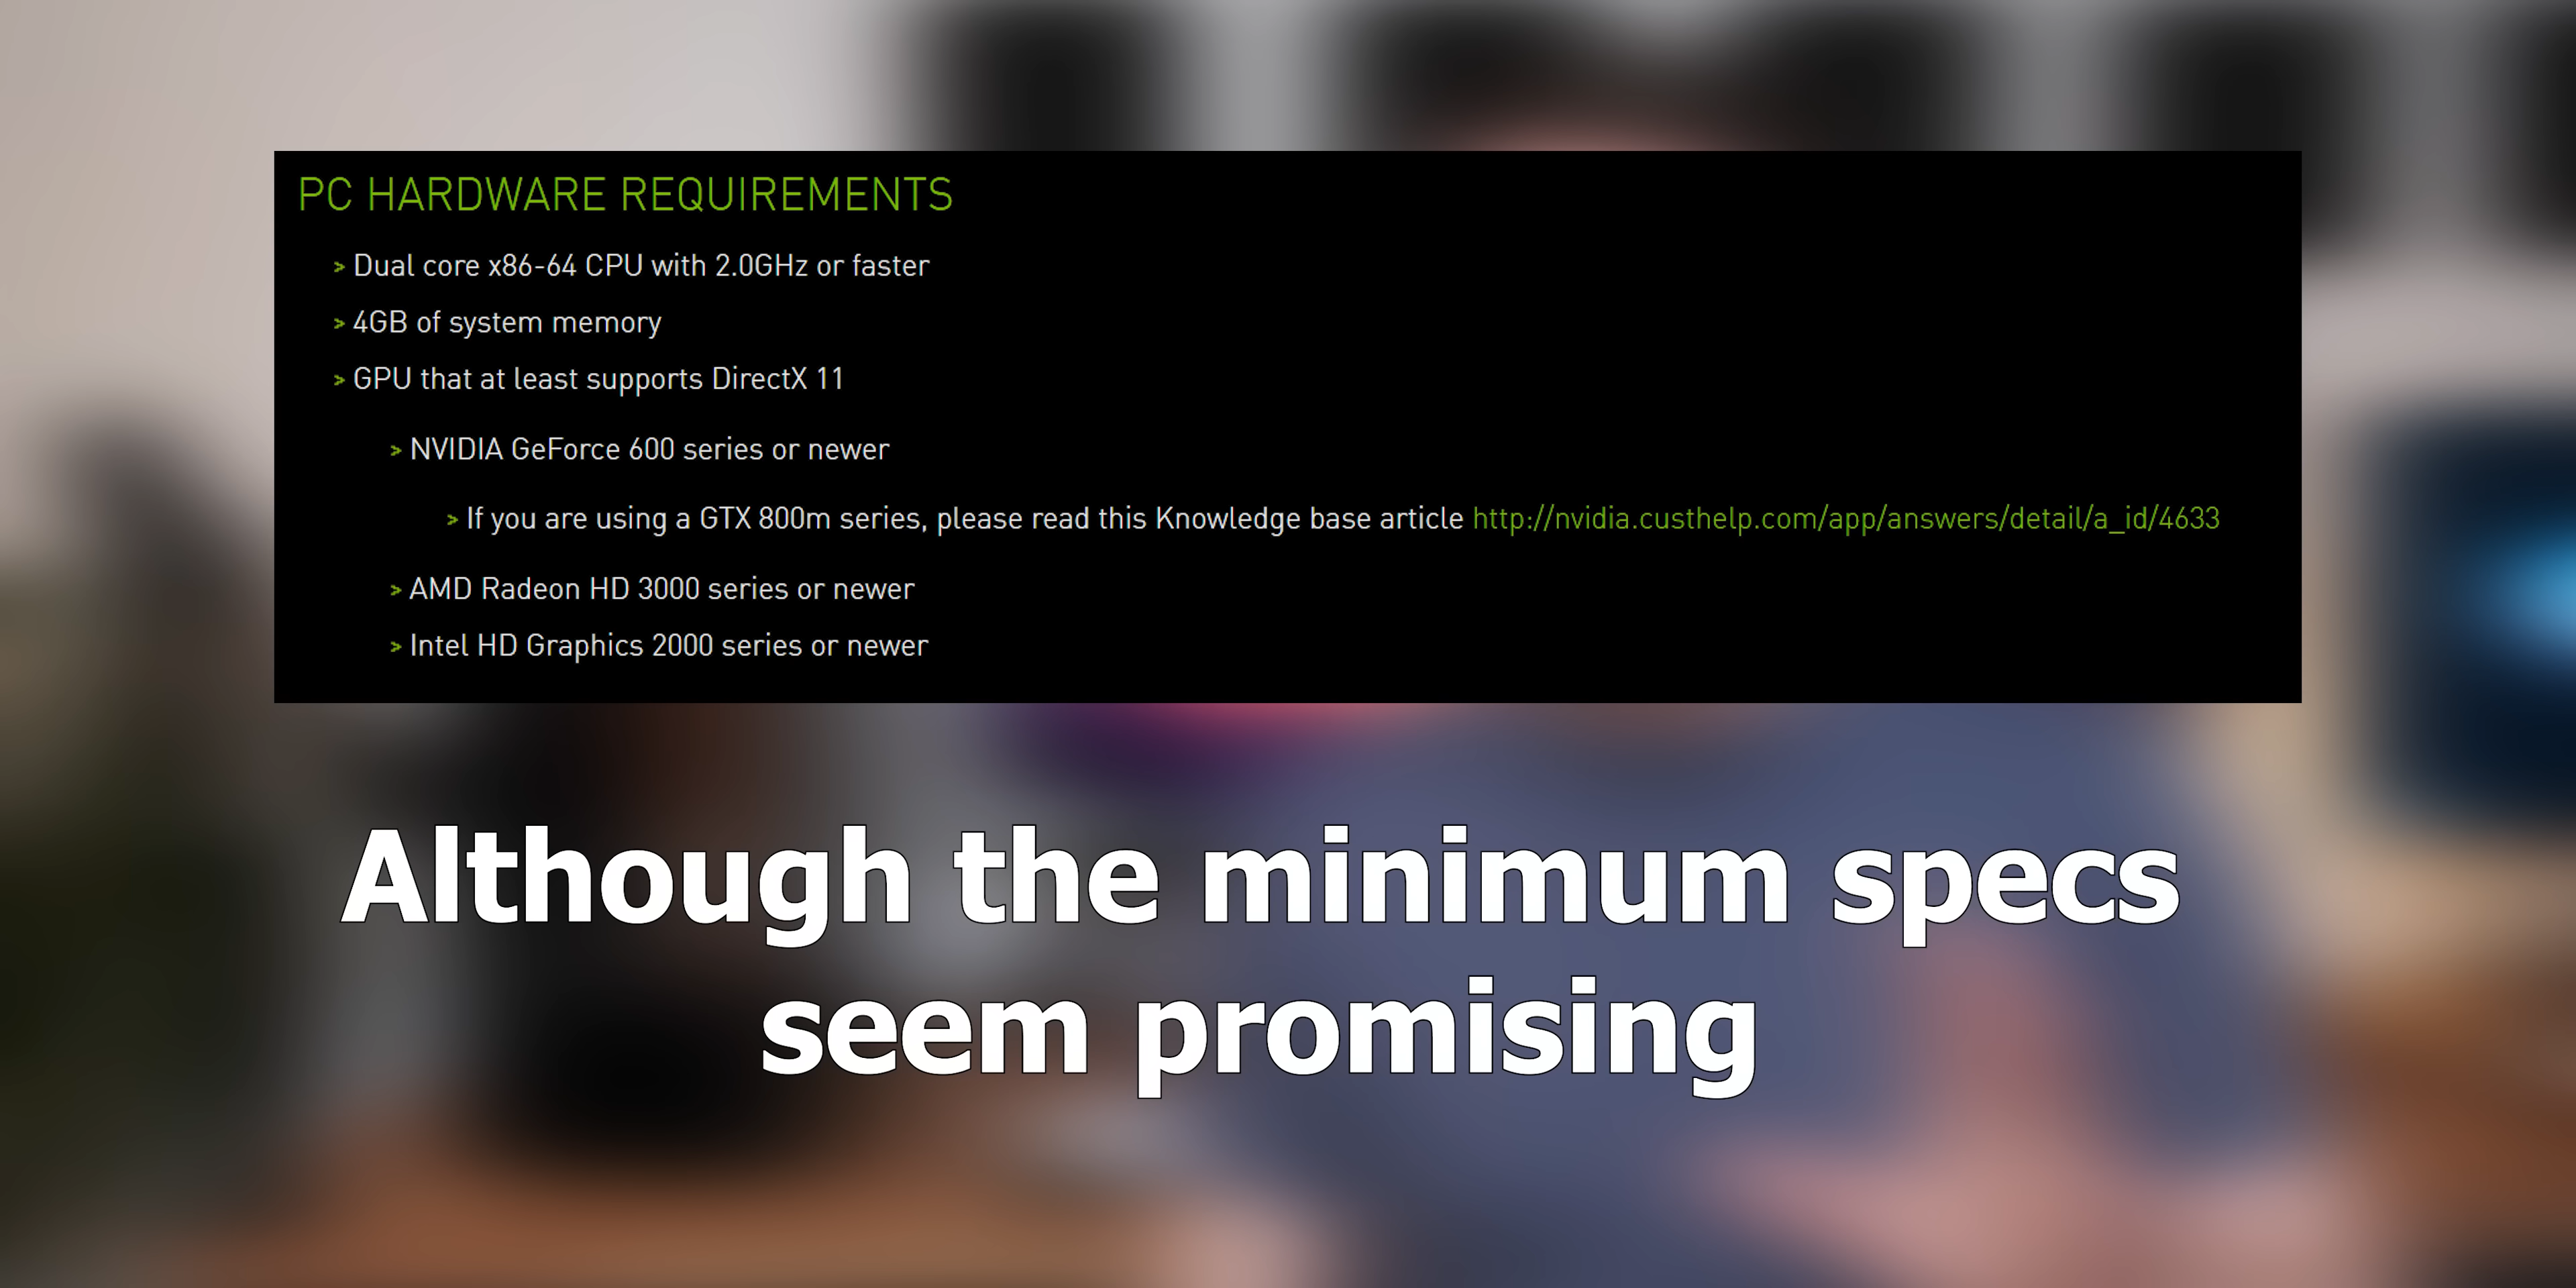 PC HARDWARE REQUIREMENTS
> Dual core x86-64 CPU with 2.0GHz or faster
> 4GB of system memory
> GPU that at least supports DirectX 11
> NVIDIA GeForce 600 series or newer
> If you are using a GTX 800m series, please read this Knowledge base article http://nvidia.custhelp.com/app/answers/detail/a_id/4633
> AMD Radeon HD 3000 series or newer
> Intel HD Graphics 2000 series or newer
Although the minimum specs
seem promising